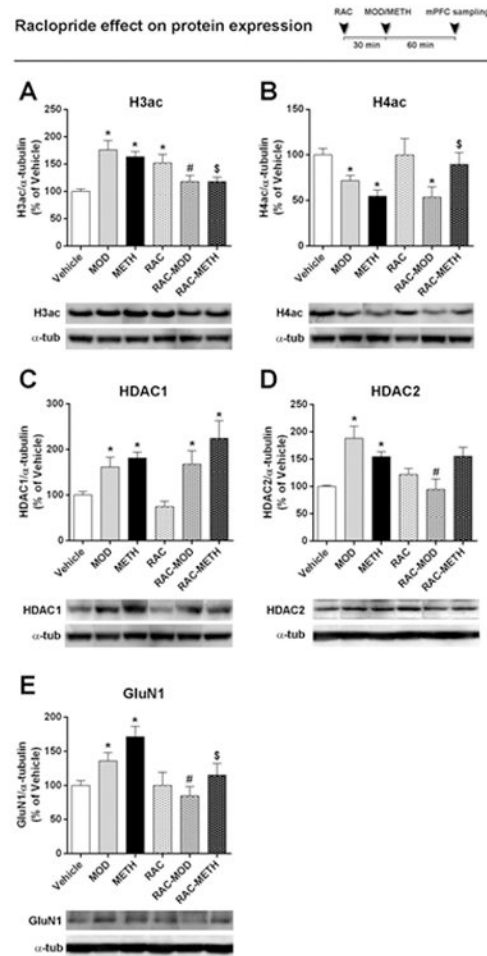 Raclopride effect on protein expression
RAC MOD/METH mPFC sampling
30 min 60 min
A
H3ac
H3ac/α-tubulin
(% of Vehicle)
200
150
100
50
0
* * * # $
Vehicle MOD METH RAC RAC-MOD RAC-METH
H3ac
α-tub
B
H4ac
H4ac/α-tubulin
(% of Vehicle)
150
100
50
0
* * * $
Vehicle MOD METH RAC RAC-MOD RAC-METH
H4ac
α-tub
C
HDAC1
HDAC1/α-tubulin
(% of Vehicle)
300
200
100
0
* * * *
Vehicle MOD METH RAC RAC-MOD RAC-METH
HDAC1
α-tub
D
HDAC2
HDAC2/α-tubulin
(% of Vehicle)
250
200
150
100
50
0
* * #
Vehicle MOD METH RAC RAC-MOD RAC-METH
HDAC2
α-tub
E
GluN1
GluN1/α-tubulin
(% of Vehicle)
200
150
100
50
0
* * # $
Vehicle MOD METH RAC RAC-MOD RAC-METH
GluN1
α-tub